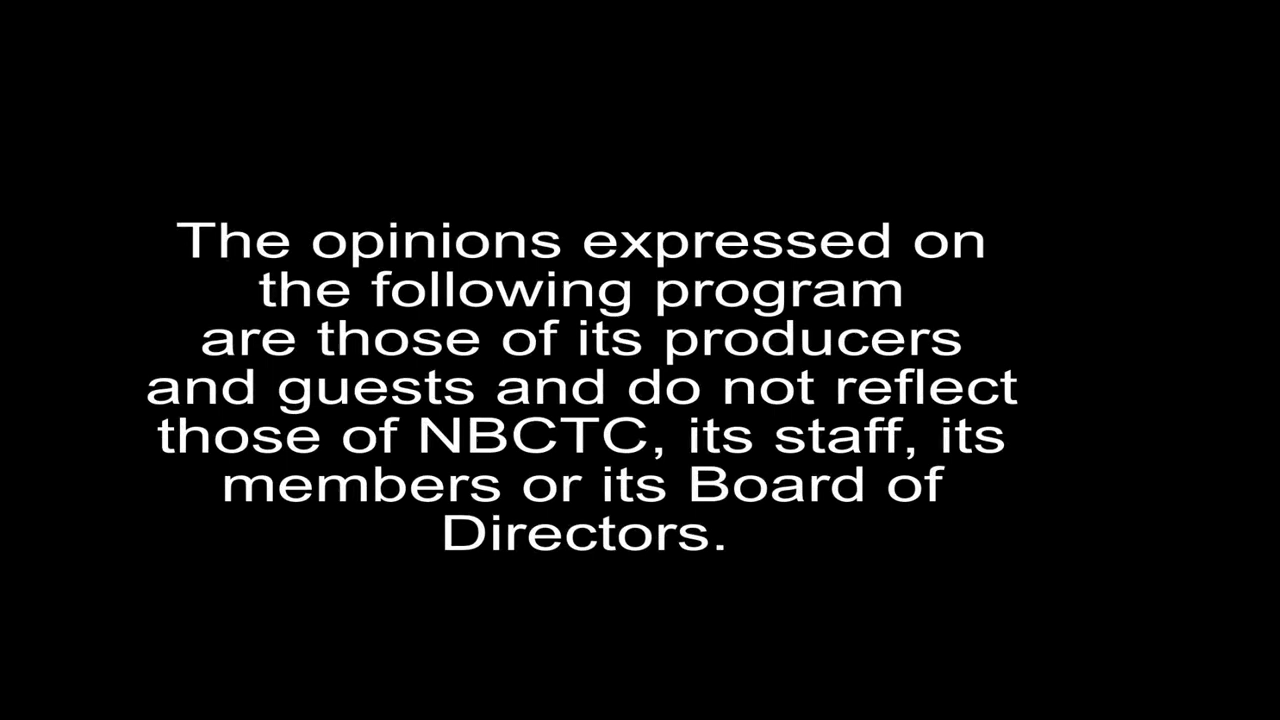 The opinions expressed on
the following program
are those of its producers
and guests and do not reflect
those of NBCTC, its staff, its
members or its Board of
Directors.